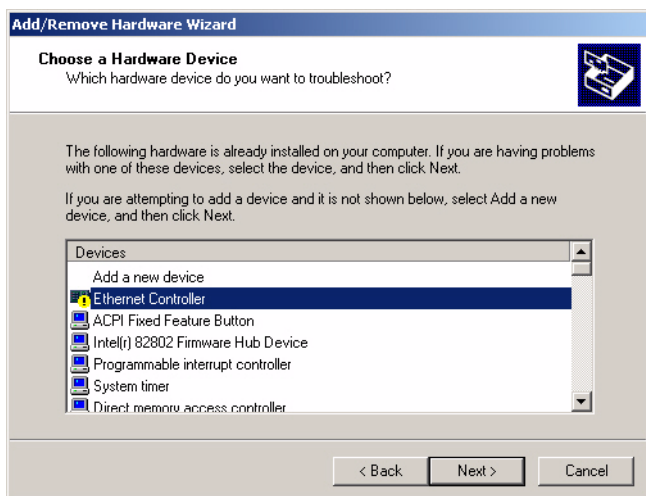 Add/Remove Hardware Wizard
Choose a Hardware Device
Which hardware device do you want to troubleshoot?
The following hardware is already installed on your computer. If you are having problems
with one of these devices, select the device, and then click Next.
If you are attempting to add a device and it is not shown below, select Add a new
device, and then click Next.
Devices
Add a new device
Ethernet Controller
ACPI Fixed Feature Button
Intel(r) 82802 Firmware Hub Device
Programmable interrupt controller
System timer
Direct memory access controller
< Back
Next >
Cancel